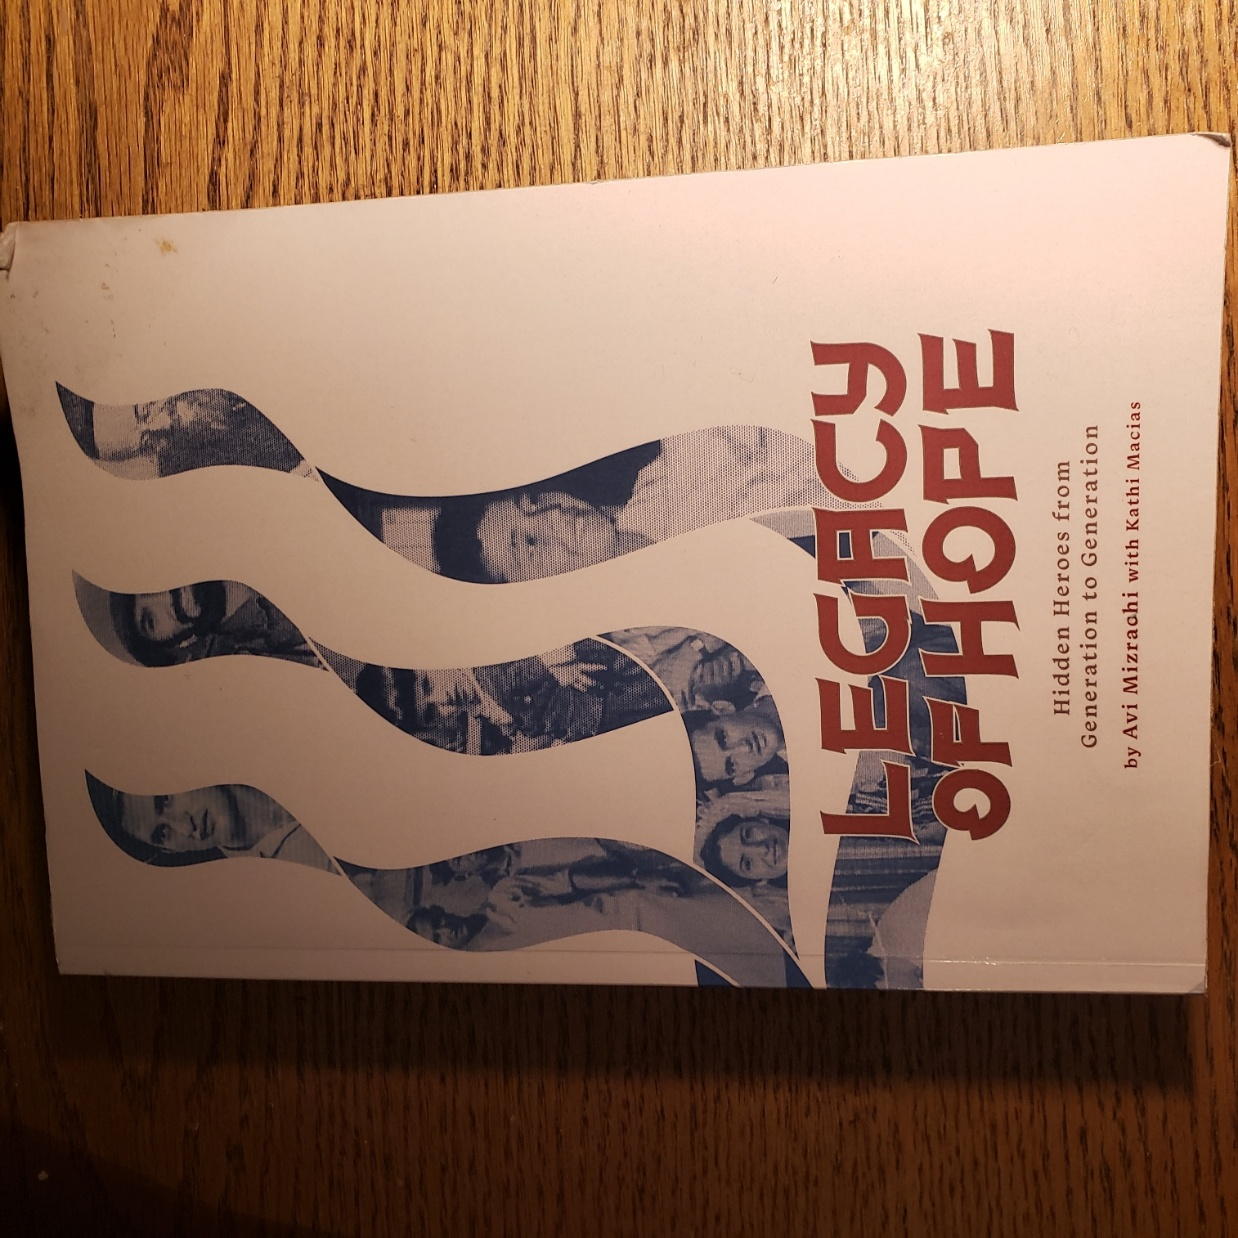 LEGACY
OF HOPE
Hidden Heroes from
Generation to Generation
by Avi Mizrachi with Kathi Macias